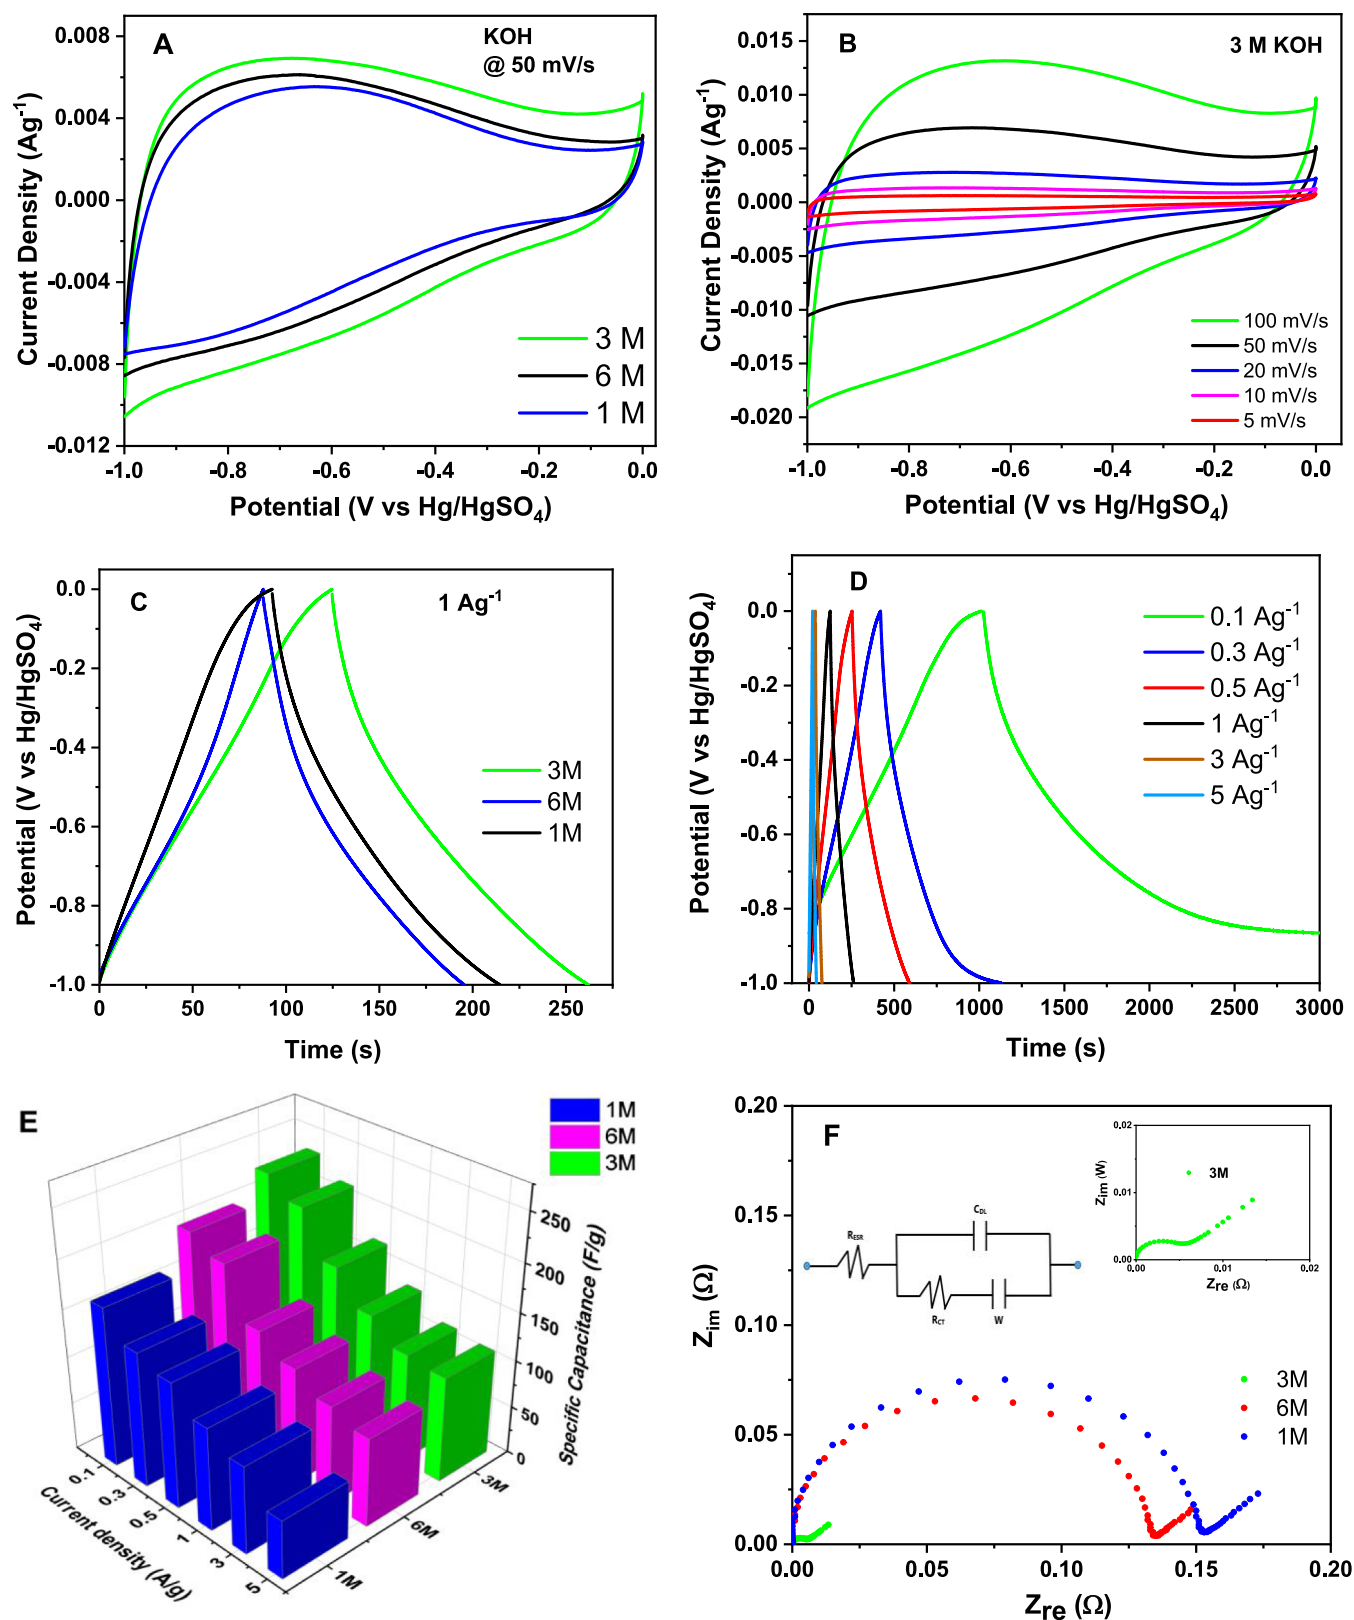 A
KOH
@ 50 mV/s
0.008
0.004
0.000
-0.004
-0.008
-0.012
Current Density (Ag⁻¹)
3 M
6 M
1 M
-1.0 -0.8 -0.6 -0.4 -0.2 0.0
Potential (V vs Hg/HgSO₄)
B
3 M KOH
0.015
0.010
0.005
0.000
-0.005
-0.010
-0.015
-0.020
Current Density (Ag⁻¹)
100 mV/s
50 mV/s
20 mV/s
10 mV/s
5 mV/s
-1.0 -0.8 -0.6 -0.4 -0.2 0.0
Potential (V vs Hg/HgSO₄)
C
1 Ag⁻¹
0.0
-0.2
-0.4
-0.6
-0.8
-1.0
Potential (V vs Hg/HgSO₄)
3M
6M
1M
0 50 100 150 200 250
Time (s)
D
0.0
-0.2
-0.4
-0.6
-0.8
-1.0
Potential (V vs Hg/HgSO₄)
0.1 Ag⁻¹
0.3 Ag⁻¹
0.5 Ag⁻¹
1 Ag⁻¹
3 Ag⁻¹
5 Ag⁻¹
0 500 1000 1500 2000 2500 3000
Time (s)
E
1M
6M
3M
250
200
150
100
50
0
Specific Capacitance (F/g)
0.1
0.3
0.5
1
3
5
Current density (A/g)
1M
6M
3M
F
0.20
0.15
0.10
0.05
0.00
Z_im (Ω)
R_ESR
C_DL
R_CT
W
0.02
0.01
0.00
Z_im (W)
3M
0.00 0.01 0.02
Z_re (Ω)
3M
6M
1M
0.00 0.05 0.10 0.15 0.20
Z_re (Ω)